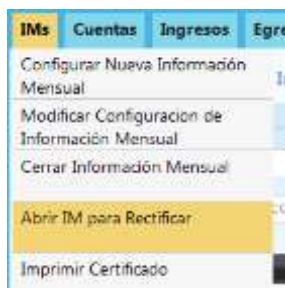 IMs Cuentas Ingresos Egre
Configurar Nueva Información
Mensual
Modificar Configuracion de
Información Mensual
Cerrar Información Mensual
Abrir IM para Rectificar
Imprimir Certificado